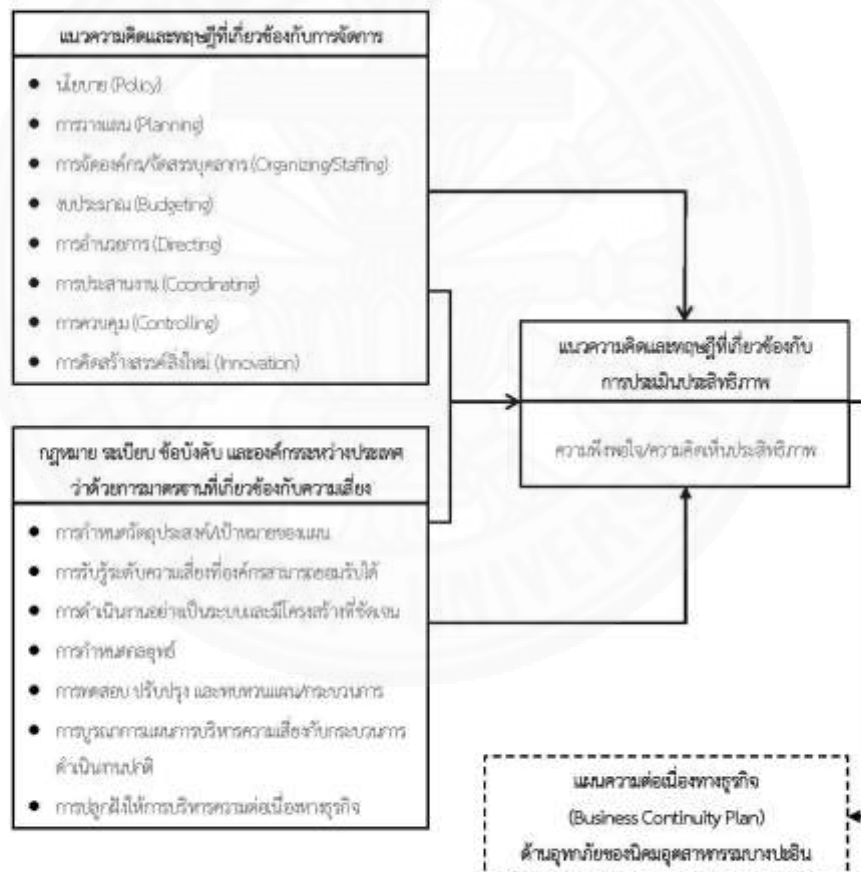 แนวความคิดและทฤษฎีที่เกี่ยวข้องกับการจัดการ
นโยบาย (Policy)
การวางแผน (Planning)
การจัดองค์กร/จัดสรรบุคลากร (Organizing/Staffing)
งบประมาณ (Budgeting)
การอำนวยการ (Directing)
การประสานงาน (Coordinating)
การควบคุม (Controlling)
การคิดสร้างสรรค์สิ่งใหม่ (Innovation)
แนวความคิดและทฤษฎีที่เกี่ยวข้องกับ
การประเมินประสิทธิภาพ
ความพึงพอใจ/ความคิดเห็นประสิทธิภาพ
กฎหมาย ระเบียบ ข้อบังคับ และองค์กรระหว่างประเทศ
ว่าด้วยการมาตรฐานที่เกี่ยวข้องกับความเสี่ยง
การกำหนดวัตถุประสงค์/เป้าหมายของแผน
การรับรู้ระดับความเสี่ยงที่องค์กรสามารถยอมรับได้
การดำเนินงานอย่างเป็นระบบและมีโครงสร้างที่ชัดเจน
การกำหนดกลยุทธ์
การทดสอบ ปรับปรุง และทบทวนแผน/กระบวนการ
การบูรณาการแผนการบริหารความเสี่ยงกับกระบวนการ
ดำเนินงานปกติ
การปลูกฝังให้การบริหารความต่อเนื่องทางธุรกิจ
แผนความต่อเนื่องทางธุรกิจ
(Business Continuity Plan)
ด้านอุทกภัยของนิคมอุตสาหกรรมบางปะอิน